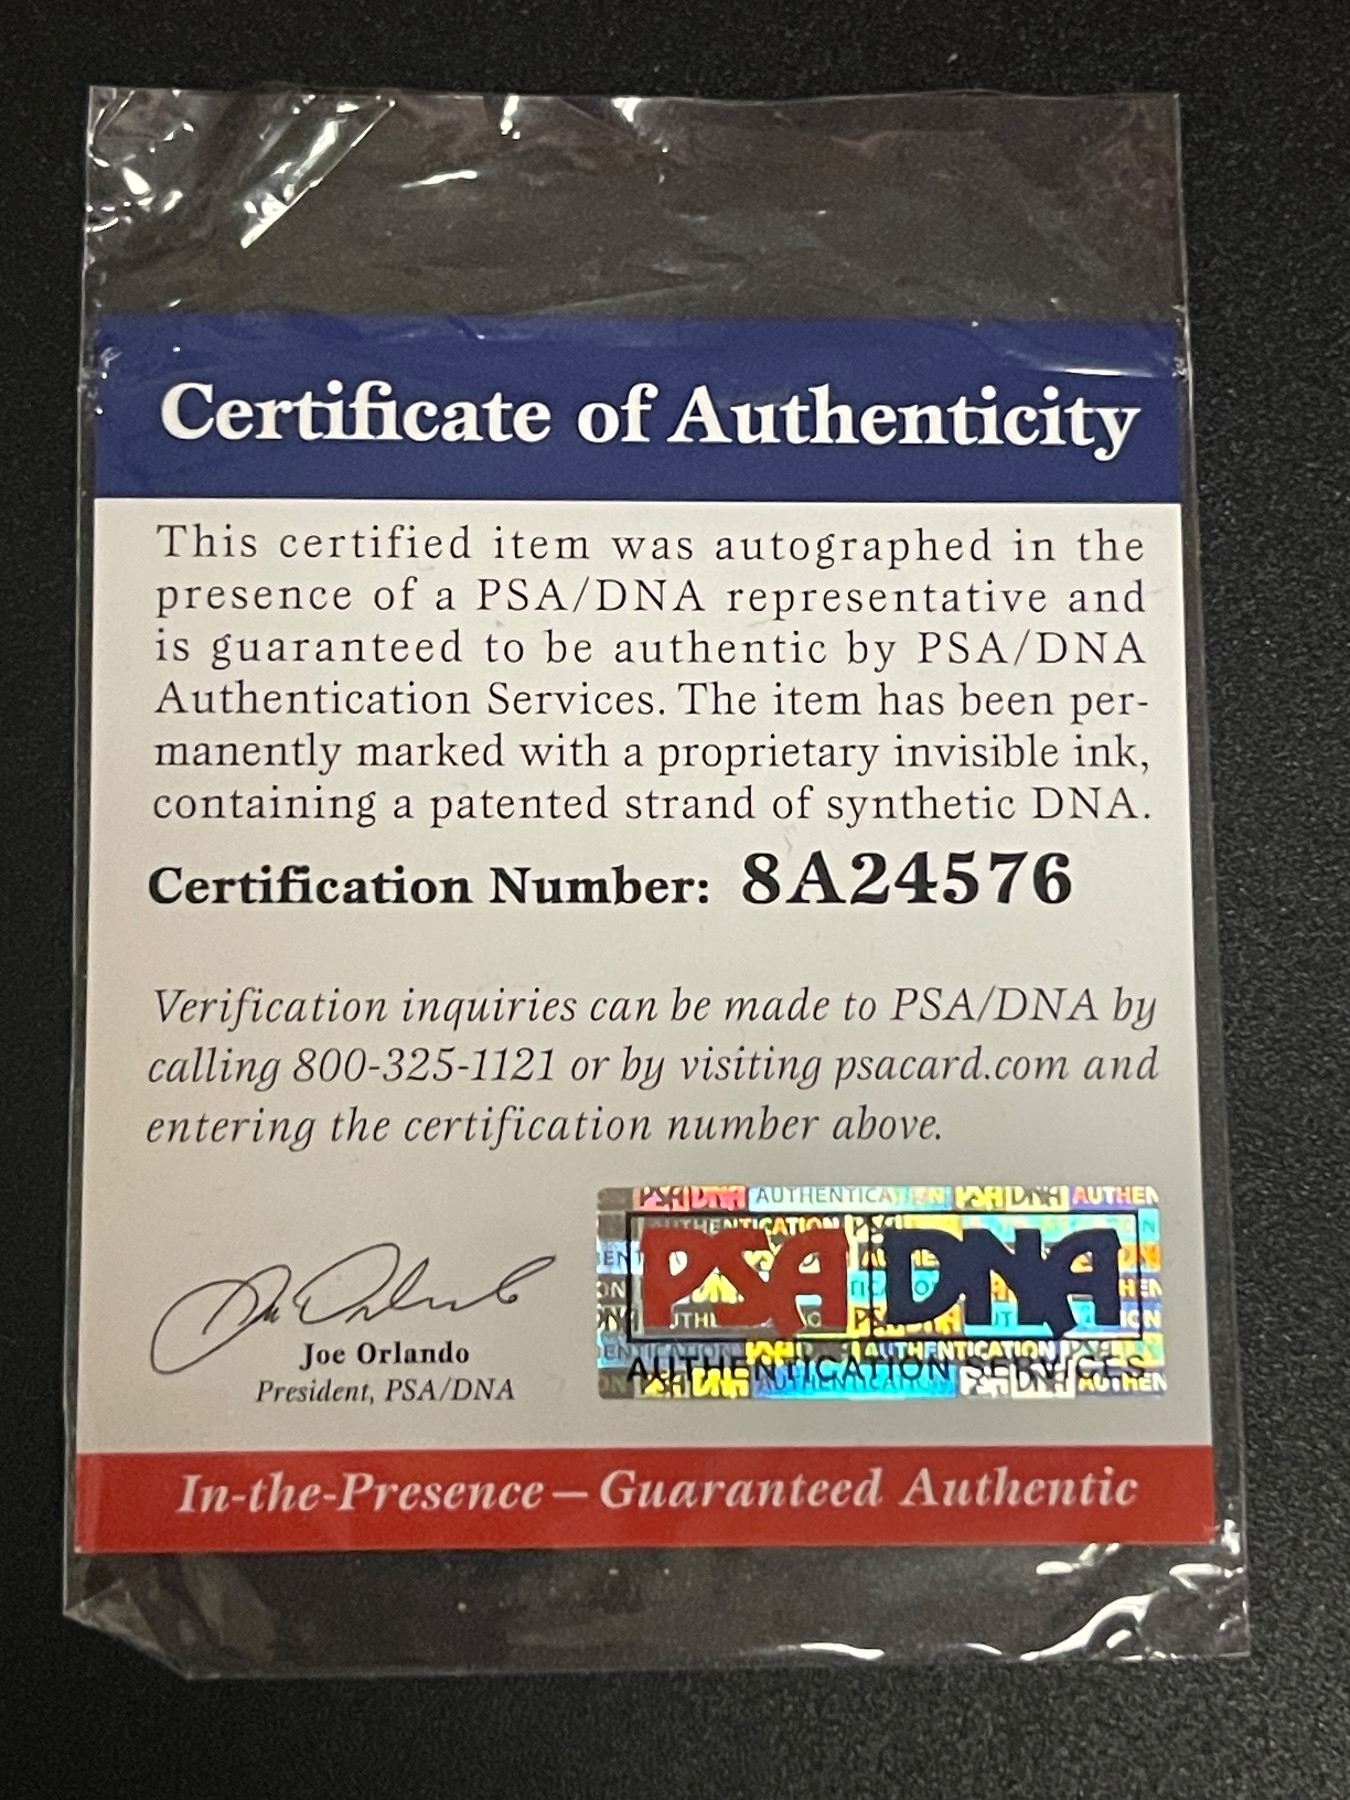 Certificate of Authenticity
This certified item was autographed in the
presence of a PSA/DNA representative and
is guaranteed to be authentic by PSA/DNA
Authentication Services. The item has been per-
manently marked with a proprietary invisible ink,
containing a patented strand of synthetic DNA.
Certification Number: 8A24576
Verification inquiries can be made to PSA/DNA by
calling 800-325-1121 or by visiting psacard.com and
entering the certification number above.
Joe Orlando
President, PSA/DNA
PSA DNA
AUTHENTICATION SERVICES
In-the-Presence – Guaranteed Authentic